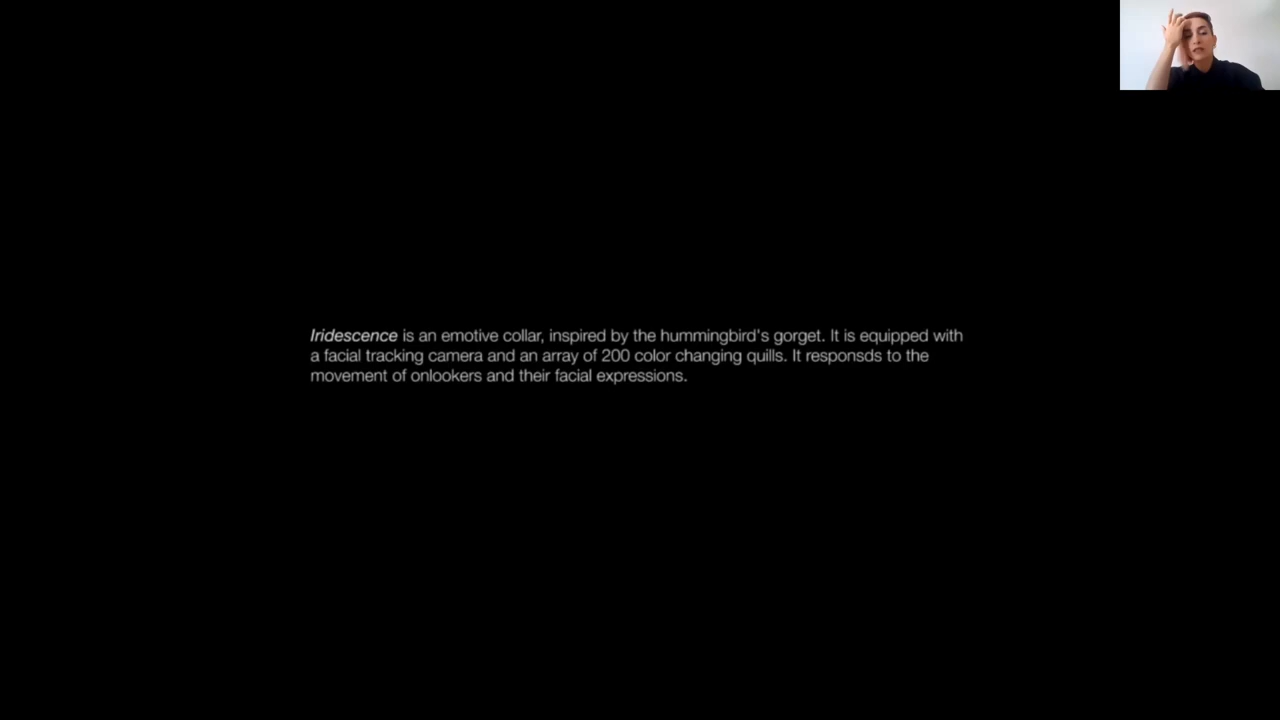 Iridescence is an emotive collar, inspired by the hummingbird's gorget. It is equipped with
a facial tracking camera and an array of 200 color changing quills. It responsds to the
movement of onlookers and their facial expressions.